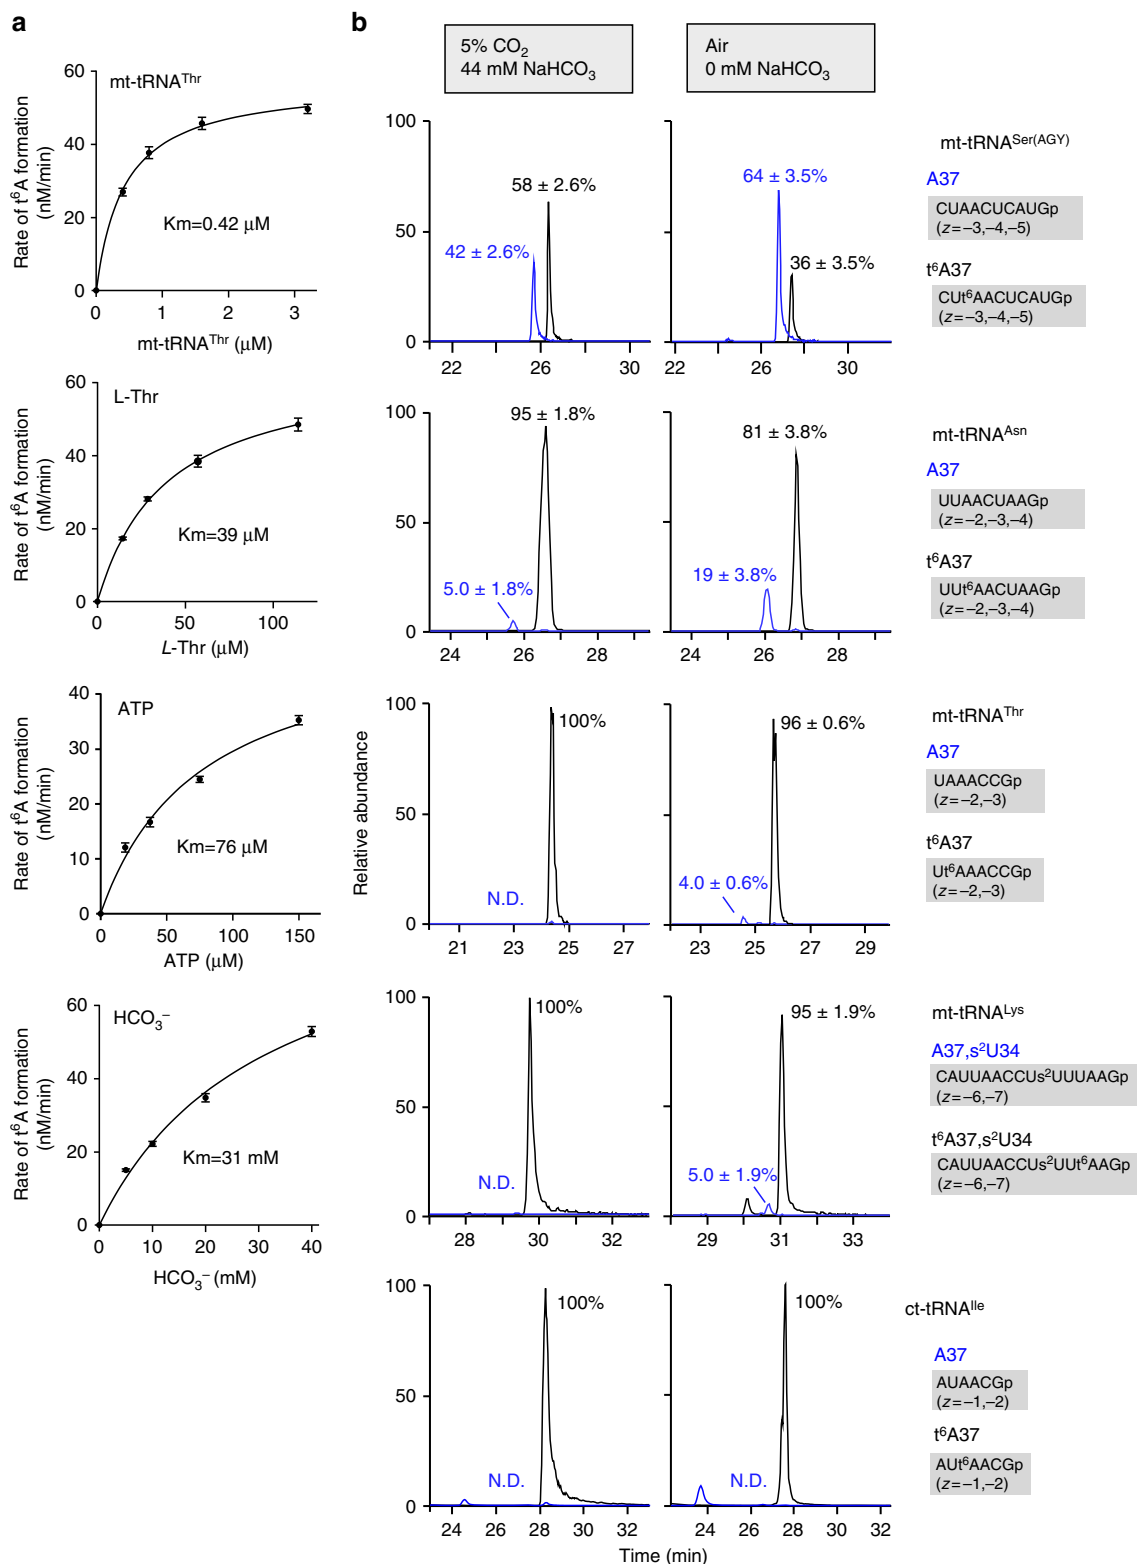 a
mt-tRNAThr
Rate of t6A formation
(nM/min)
60
40
20
0
Km=0.42 μM
0
1
2
3
mt-tRNAThr (μM)
L-Thr
Rate of t6A formation
(nM/min)
60
40
20
0
Km=39 μM
0
50
100
L-Thr (μM)
ATP
Rate of t6A formation
(nM/min)
40
30
20
10
0
Km=76 μM
0
50
100
150
ATP (μM)
HCO3−
Rate of t6A formation
(nM/min)
60
40
20
0
Km=31 mM
0
10
20
30
40
HCO3− (mM)
b
5% CO2
44 mM NaHCO3
Air
0 mM NaHCO3
Relative abundance
100
50
0
58 ± 2.6%
42 ± 2.6%
22
26
30
64 ± 3.5%
36 ± 3.5%
22
26
30
mt-tRNASer(AGY)
A37
CUAACUCAUGp
(z=−3,−4,−5)
t6A37
CUt6AACUCAUGp
(z=−3,−4,−5)
100
50
0
95 ± 1.8%
5.0 ± 1.8%
24
26
28
81 ± 3.8%
19 ± 3.8%
24
26
28
mt-tRNAAsn
A37
UUAACUAAGp
(z=−2,−3,−4)
t6A37
UUt6AACUAAGp
(z=−2,−3,−4)
100
50
0
100%
N.D.
21
23
25
27
96 ± 0.6%
4.0 ± 0.6%
23
25
27
29
mt-tRNAThr
A37
UAAACCGp
(z=−2,−3)
t6A37
Ut6AAACCGp
(z=−2,−3)
100
50
0
100%
N.D.
28
30
32
95 ± 1.9%
5.0 ± 1.9%
29
31
33
mt-tRNALys
A37,s2U34
CAUUAACCUs2UUUAAGp
(z=−6,−7)
t6A37,s2U34
CAUUAACCUs2UUt6AAGp
(z=−6,−7)
100
50
0
100%
N.D.
24
26
28
30
32
100%
N.D.
24
26
28
30
32
ct-tRNAIle
A37
AUAACGp
(z=−1,−2)
t6A37
AUt6AACGp
(z=−1,−2)
Time (min)